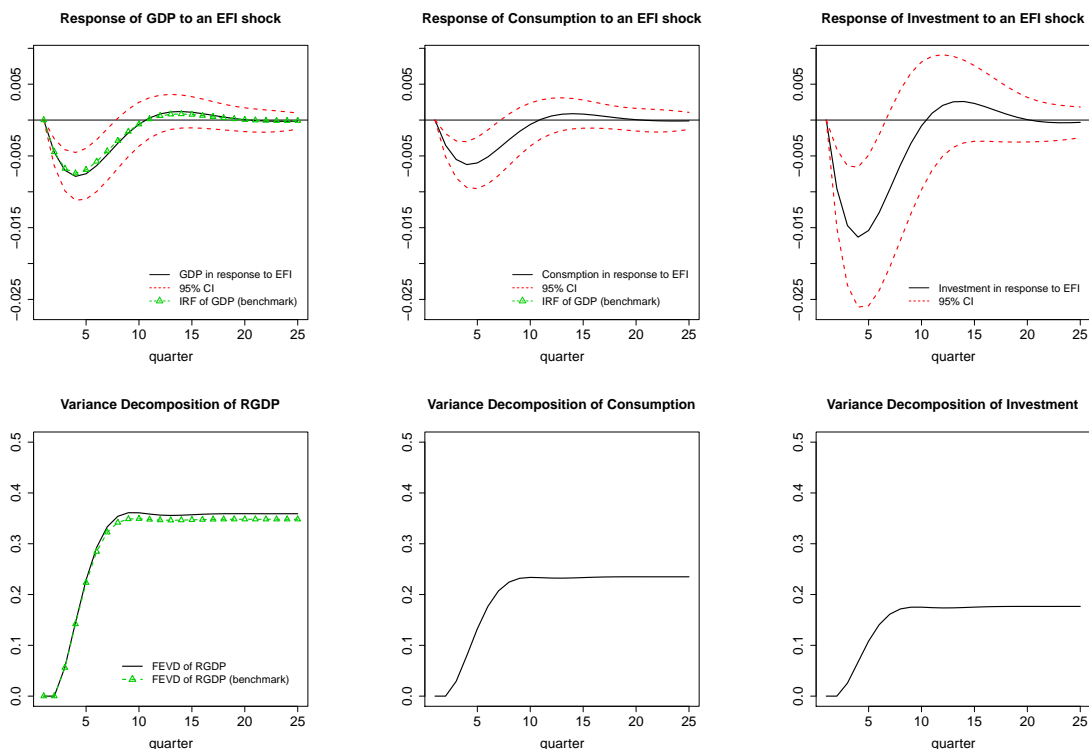 Response of GDP to an EFI shock
0.005
−0.005
−0.015
−0.025
GDP in response to EFI
95% CI
IRF of GDP (benchmark)
5 10 15 20 25
quarter
Response of Consumption to an EFI shock
0.005
−0.005
−0.015
−0.025
Consmption in response to EFI
95% CI
IRF of GDP (benchmark)
5 10 15 20 25
quarter
Response of Investment to an EFI shock
0.005
−0.005
−0.015
−0.025
Investment in response to EFI
95% CI
5 10 15 20 25
quarter
Variance Decomposition of RGDP
0.5
0.4
0.3
0.2
0.1
0.0
FEVD of RGDP
FEVD of RGDP (benchmark)
5 10 15 20 25
quarter
Variance Decomposition of Consumption
0.5
0.4
0.3
0.2
0.1
0.0
5 10 15 20 25
quarter
Variance Decomposition of Investment
0.5
0.4
0.3
0.2
0.1
0.0
5 10 15 20 25
quarter